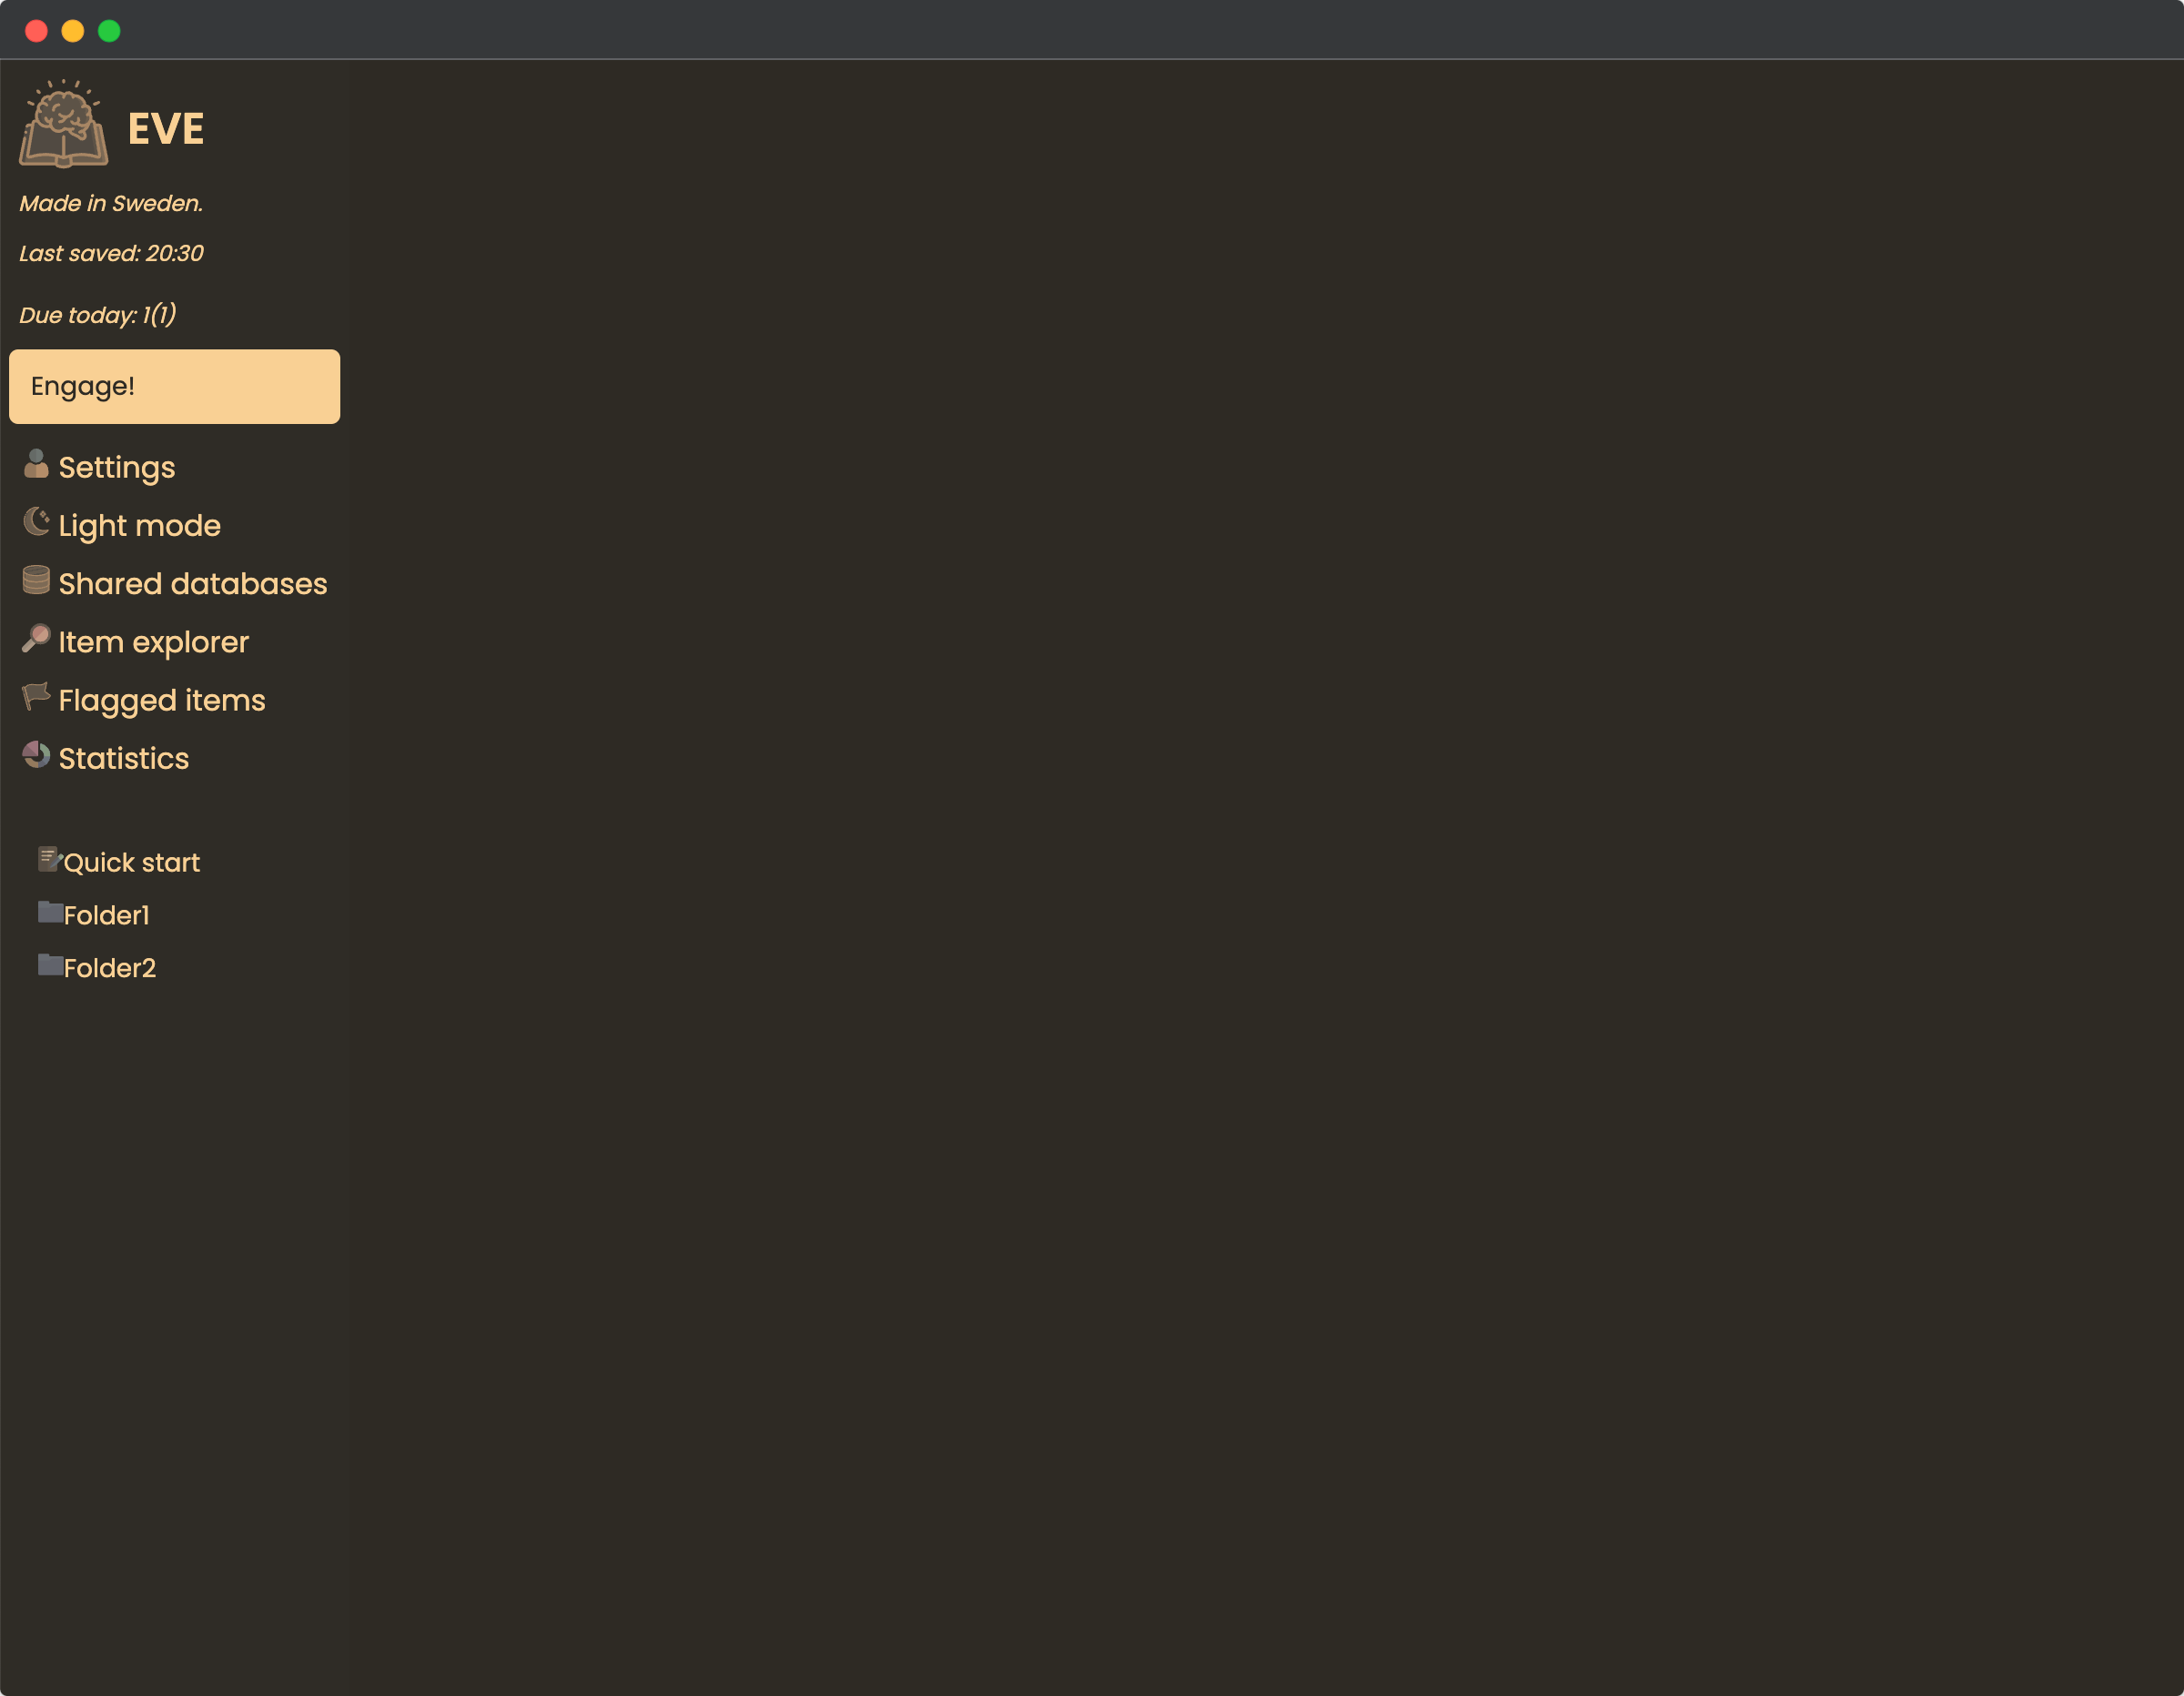 EVE
Made in Sweden.
Last saved: 20:30
Due today: 1(1)
Engage!
Settings
Light mode
Shared databases
Item explorer
Flagged items
Statistics
Quick start
Folder1
Folder2